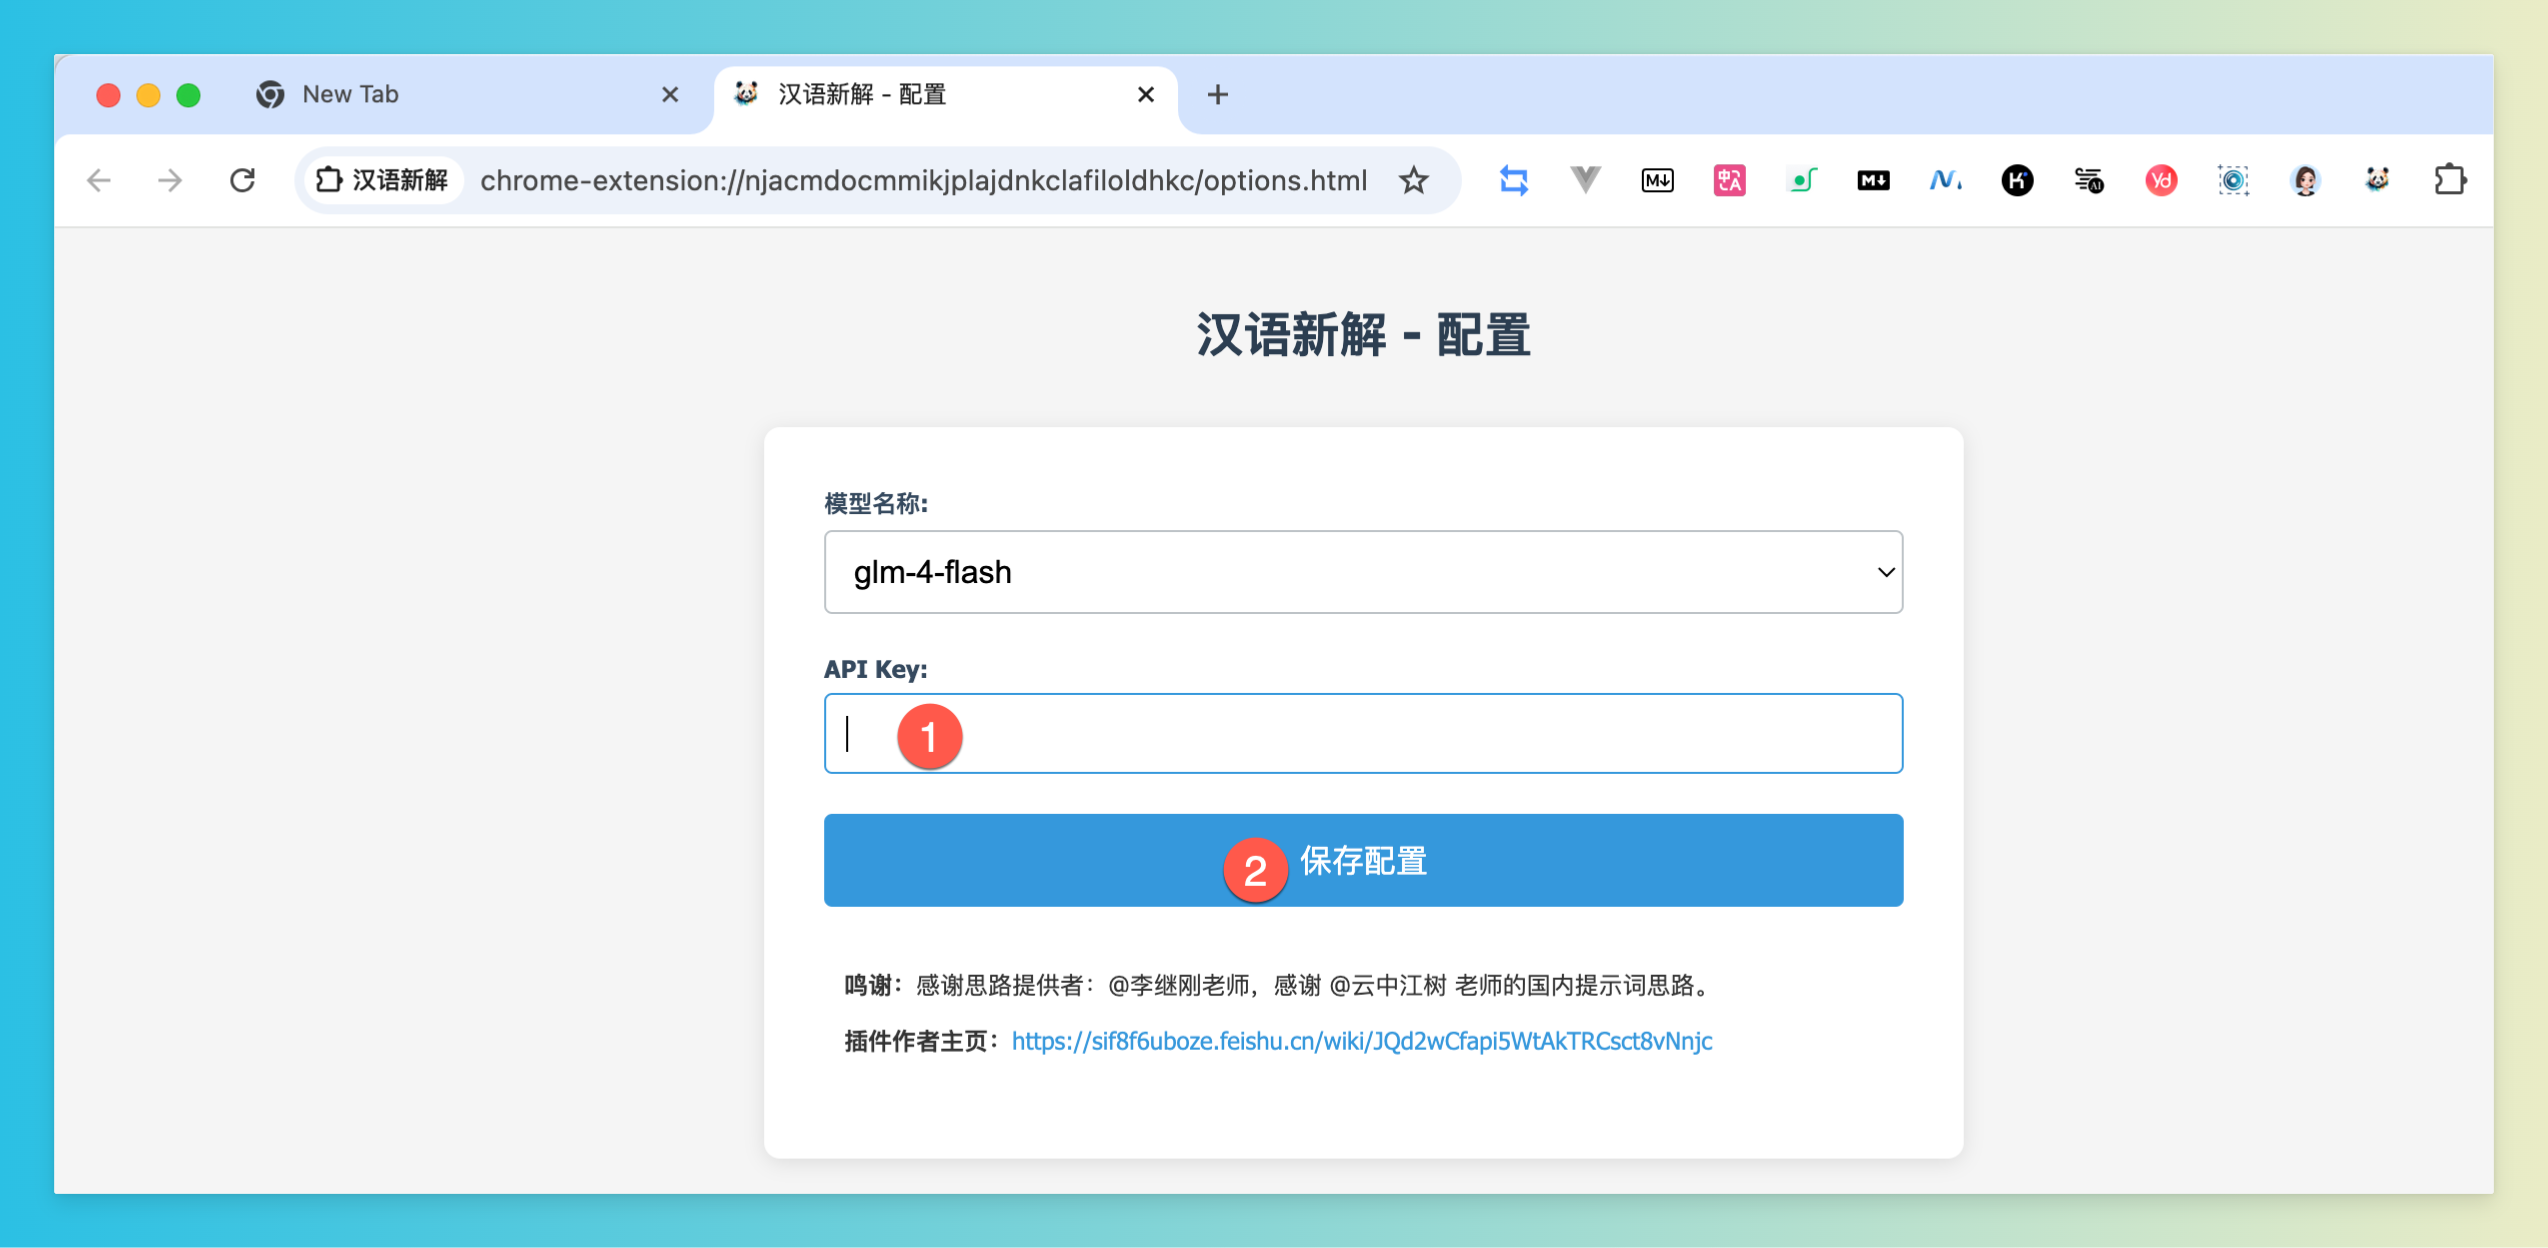 New Tab
汉语新解 - 配置
汉语新解
chrome-extension://njacmdocmmikjplajdnkclafiloldhkc/options.html
M↓
中A
M↓
K
AI
yd
汉语新解 - 配置
模型名称:
glm-4-flash
API Key:
1
2 保存配置
鸣谢：感谢思路提供者：@李继刚老师，感谢 @云中江树 老师的国内提示词思路。
插件作者主页：https://sif8f6uboze.feishu.cn/wiki/JQd2wCfapi5WtAkTRCsct8vNnjc